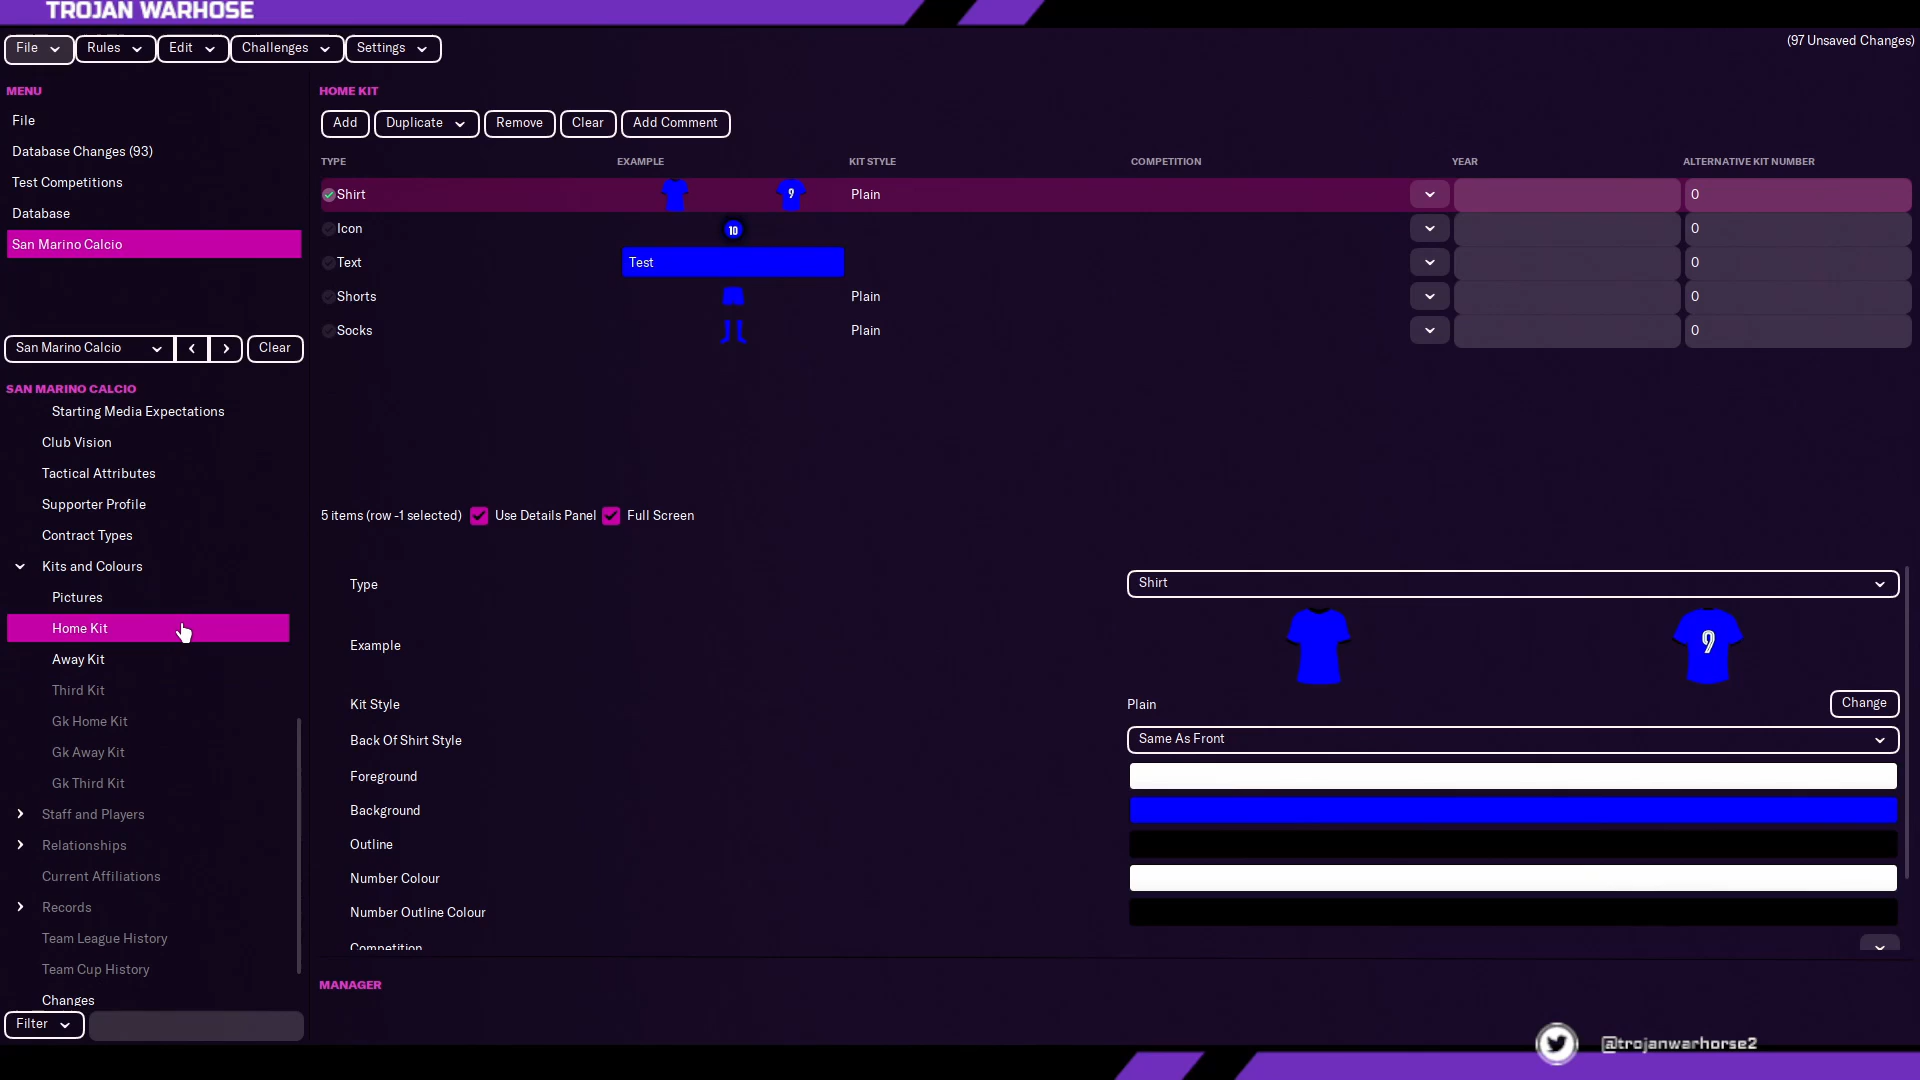 TROJAN WARHOSE
File Rules Edit Challenges Settings (97 Unsaved Changes)
MENU
File
Database Changes (93)
Test Competitions
Database
San Marino Calcio
San Marino Calcio Clear
SAN MARINO CALCIO
Starting Media Expectations
Club Vision
Tactical Attributes
Supporter Profile
Contract Types
Kits and Colours
Pictures
Home Kit
Away Kit
Third Kit
Gk Home Kit
Gk Away Kit
Gk Third Kit
Staff and Players
Relationships
Current Affiliations
Records
Team League History
Team Cup History
Changes
Filter
HOME KIT
Add Duplicate Remove Clear Add Comment
TYPE EXAMPLE KIT STYLE COMPETITION YEAR ALTERNATIVE KIT NUMBER
Shirt 9 Plain 0
Icon 10 0
Text Test 0
Shorts Plain 0
Socks Plain 0
5 items (row -1 selected) Use Details Panel Full Screen
Type Shirt
Example 9
Kit Style Plain Change
Back Of Shirt Style Same As Front
Foreground
Background
Outline
Number Colour
Number Outline Colour
Competition
MANAGER
@trojanwarhorse2